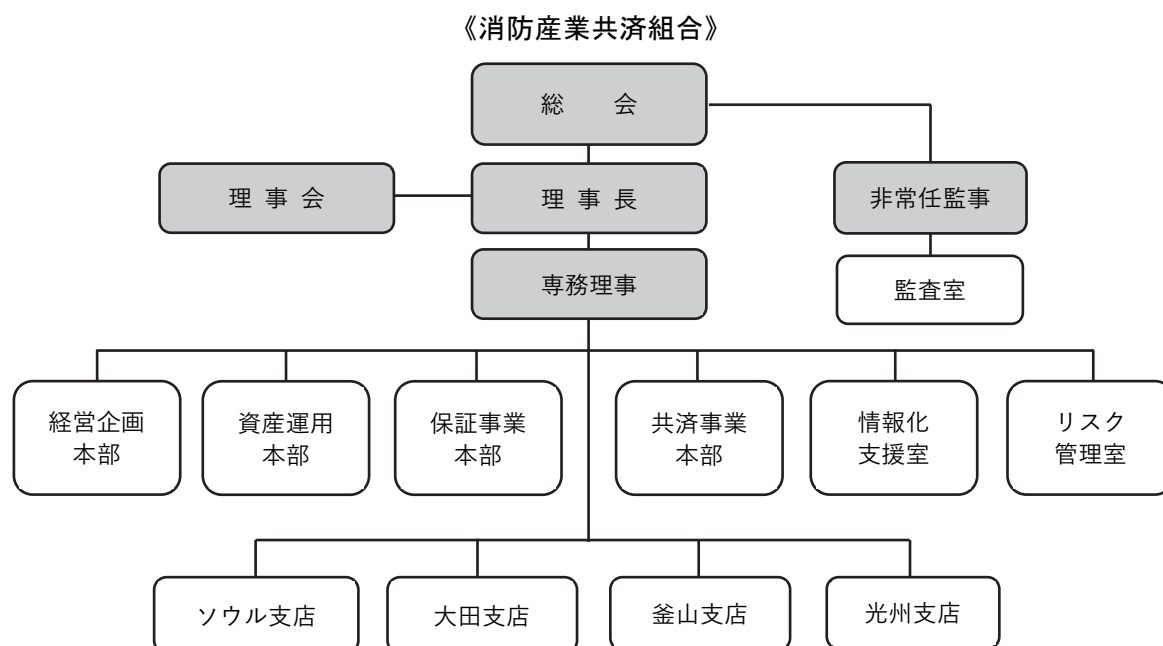 《消防産業共済組合》
総　会
理 事 会
理 事 長
非常任監事
専務理事
監査室
経営企画
本部
資産運用
本部
保証事業
本部
共済事業
本部
情報化
支援室
リスク
管理室
ソウル支店
大田支店
釜山支店
光州支店